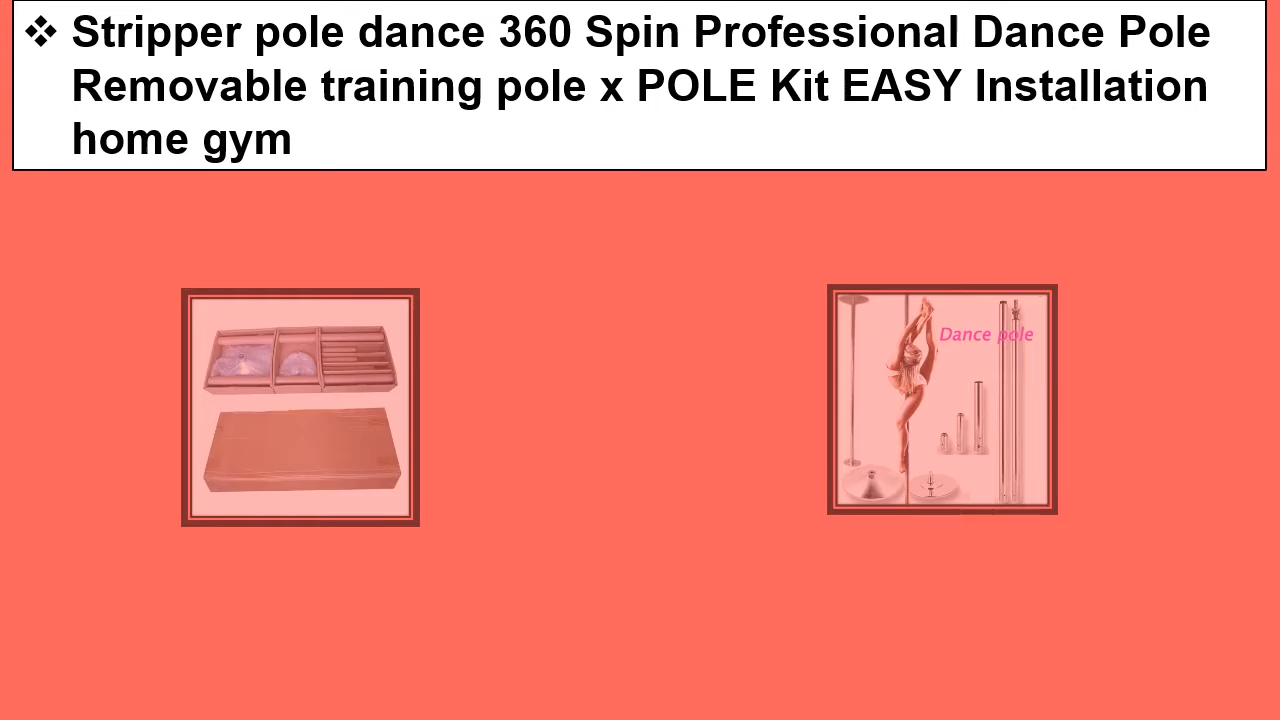 ❖ Stripper pole dance 360 Spin Professional Dance Pole
Removable training pole x POLE Kit EASY Installation
home gym
Dance pole